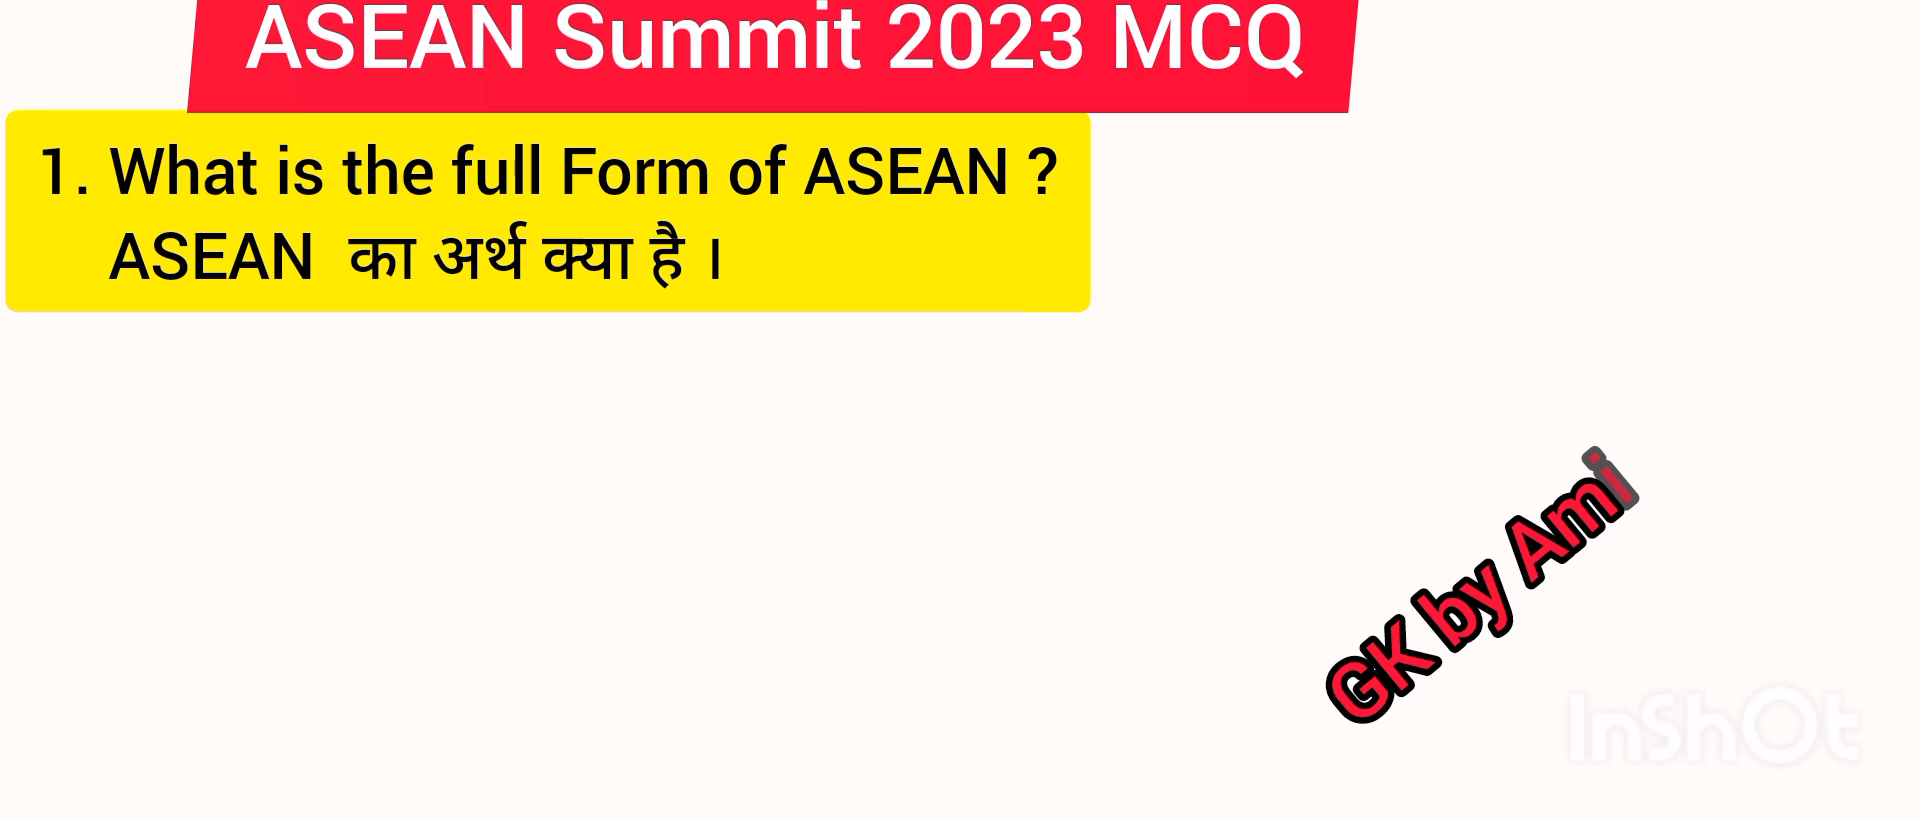 ASEAN Summit 2023 MCQ
1. What is the full Form of ASEAN ?
ASEAN का अर्थ क्या है ।
GK by Ami
InShOt